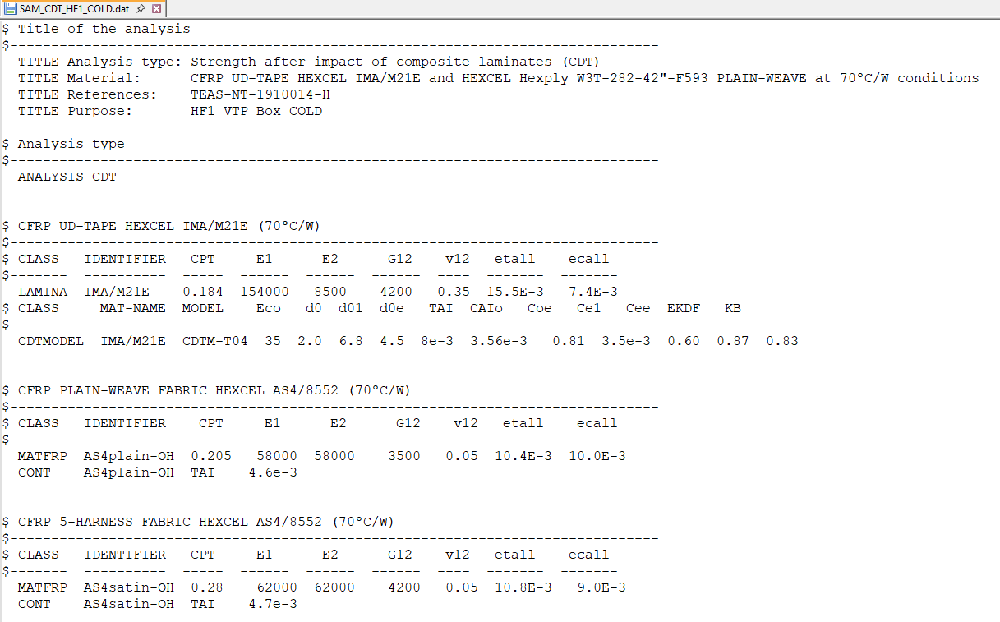 SAM_CDT_HF1_COLD.dat
$ Title of the analysis
$-------------------------------------------------------------------------------
  TITLE Analysis type: Strength after impact of composite laminates (CDT)
  TITLE Material:      CFRP UD-TAPE HEXCEL IMA/M21E and HEXCEL Hexply W3T-282-42"-F593 PLAIN-WEAVE at 70°C/W conditions
  TITLE References:    TEAS-NT-1910014-H
  TITLE Purpose:       HF1 VTP Box COLD
$ Analysis type
$-------------------------------------------------------------------------------
  ANALYSIS CDT
$ CFRP UD-TAPE HEXCEL IMA/M21E (70°C/W)
$-------------------------------------------------------------------------------
$ CLASS   IDENTIFIER   CPT     E1      E2      G12    v12   etall    ecall
$-------  ----------  -----  ------  ------  ------  ----  -------  -------
  LAMINA  IMA/M21E    0.184  154000   8500    4200   0.35  15.5E-3   7.4E-3
$ CLASS     MAT-NAME  MODEL    Eco   d0  d01  d0e   TAI  CAIo   Coe   Ce1   Cee  EKDF   KB
$---------  --------  -------  ---  ---  ---  ---  ----  ----  ----  ----  ----  ---- ----
  CDTMODEL  IMA/M21E  CDTM-T04  35  2.0  6.8  4.5  8e-3  3.56e-3   0.81  3.5e-3  0.60  0.87  0.83
$ CFRP PLAIN-WEAVE FABRIC HEXCEL AS4/8552 (70°C/W)
$-------------------------------------------------------------------------------
$ CLASS   IDENTIFIER    CPT     E1      E2      G12    v12   etall    ecall
$-------  ----------   -----  ------  ------  ------  ----  -------  -------
  MATFRP  AS4plain-OH  0.205   58000  58000    3500   0.05  10.4E-3  10.0E-3
  CONT    AS4plain-OH  TAI    4.6e-3
$ CFRP 5-HARNESS FABRIC HEXCEL AS4/8552 (70°C/W)
$-------------------------------------------------------------------------------
$ CLASS   IDENTIFIER   CPT     E1      E2      G12    v12   etall    ecall
$-------  ----------  -----  ------  ------  ------  ----  -------  -------
  MATFRP  AS4satin-OH  0.28    62000  62000    4200   0.05  10.8E-3   9.0E-3
  CONT    AS4satin-OH  TAI    4.7e-3